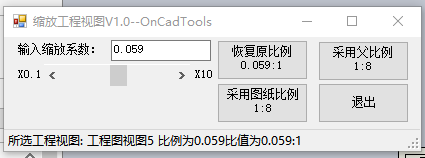 缩放工程视图V1.0--OnCadTools
输入缩放系数： 0.059
X0.1 X10
恢复原比例
0.059:1
采用父比例
1:8
采用图纸比例
1:8
退出
所选工程视图: 工程图视图5 比例为0.059比值为0.059:1